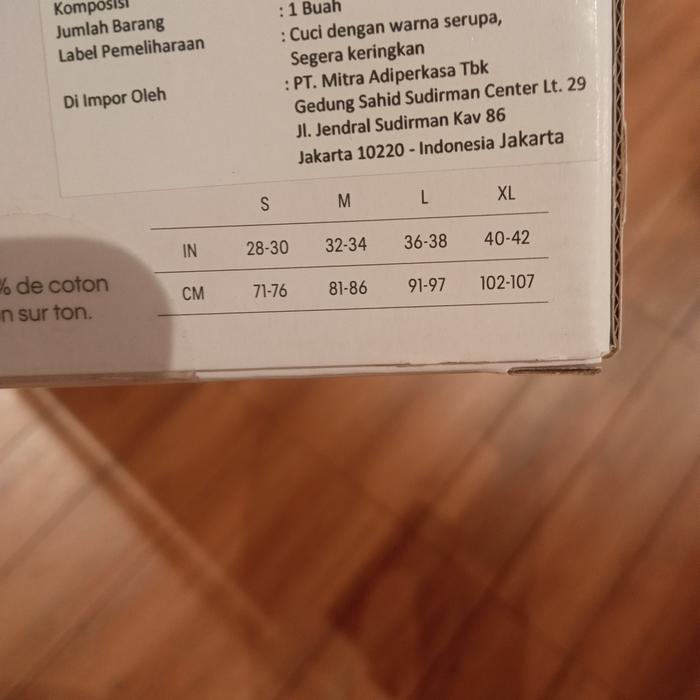 Komposisi : 1 Buah
Jumlah Barang : Cuci dengan warna serupa,
Label Pemeliharaan Segera keringkan
: PT. Mitra Adiperkasa Tbk
Di Impor Oleh Gedung Sahid Sudirman Center Lt. 29
Jl. Jendral Sudirman Kav 86
Jakarta 10220 - Indonesia Jakarta
S M L XL
IN 28-30 32-34 36-38 40-42
CM 71-76 81-86 91-97 102-107
% de coton
n sur ton.